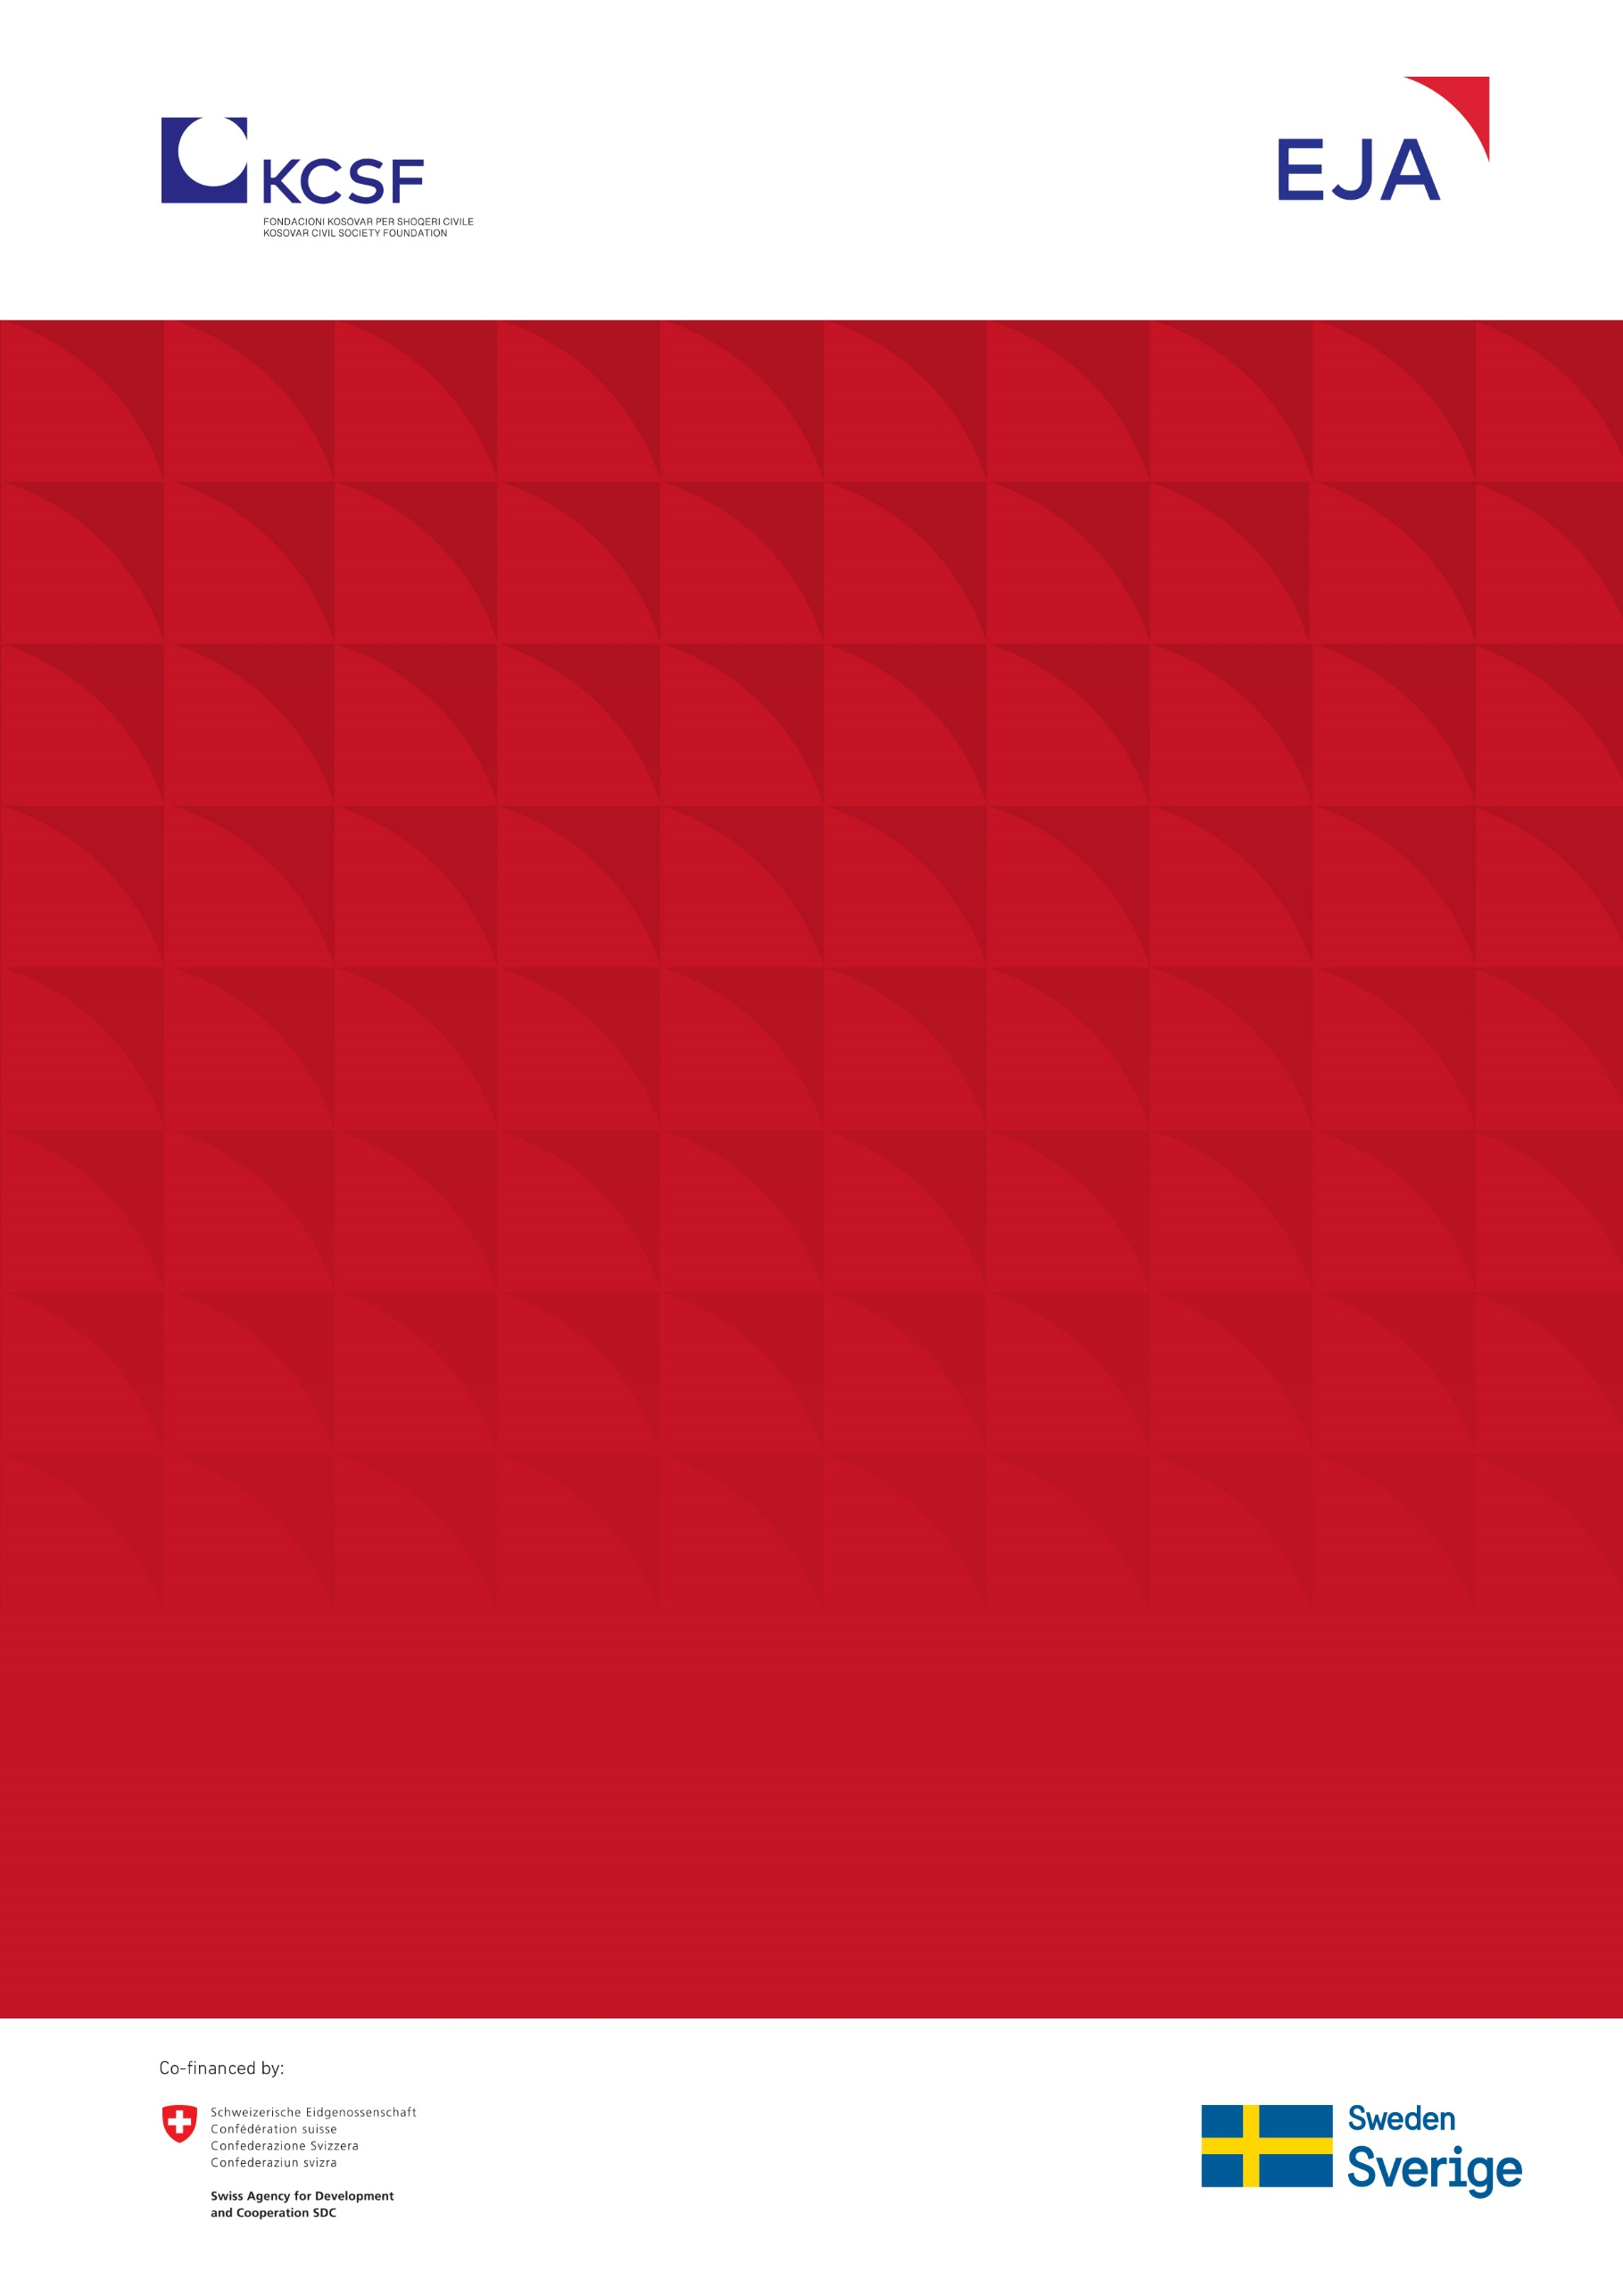 KCSF
FONDACIONI KOSOVAR PER SHOQERI CIVILE
KOSOVAR CIVIL SOCIETY FOUNDATION
EJA
Co-financed by:
Schweizerische Eidgenossenschaft
Confédération suisse
Confederazione Svizzera
Confederaziun svizra
Swiss Agency for Development
and Cooperation SDC
Sweden
Sverige